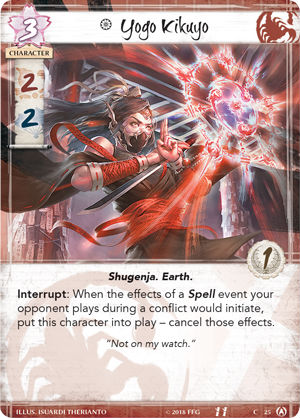 3
Yogo Kikuyo
CHARACTER
2
2
1
Shugenja. Earth.
Interrupt: When the effects of a Spell event your
opponent plays during a conflict would initiate,
put this character into play – cancel those effects.
"Not on my watch."
ILLUS. ISUARDI THERIANTO
© 2018 FFG
11
C 25